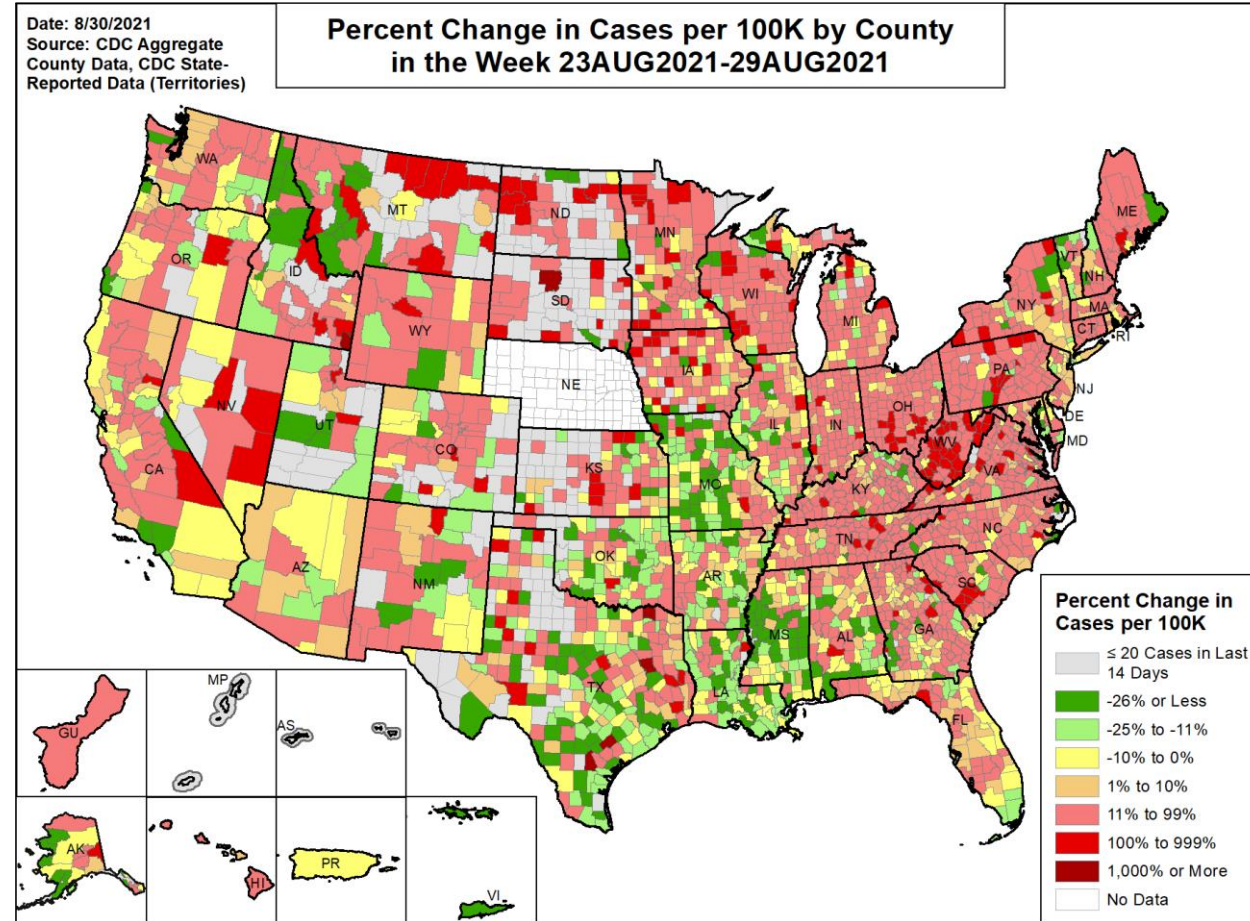 Date: 8/30/2021
Source: CDC Aggregate
County Data, CDC State-
Reported Data (Territories)
Percent Change in Cases per 100K by County
in the Week 23AUG2021-29AUG2021
WA
MT
ND
MN
ME
OR
ID
SD
WI
MI
VT
NH
NY
MA
CT
RI
WY
IA
NE
PA
NJ
NV
UT
CO
IL
IN
OH
DE
MD
WV
VA
CA
KS
MO
KY
NC
TN
AZ
NM
OK
AR
SC
MS
AL
GA
TX
LA
FL
GU
MP
AS
AK
HI
PR
VI
Percent Change in
Cases per 100K
≤ 20 Cases in Last
14 Days
-26% or Less
-25% to -11%
-10% to 0%
1% to 10%
11% to 99%
100% to 999%
1,000% or More
No Data